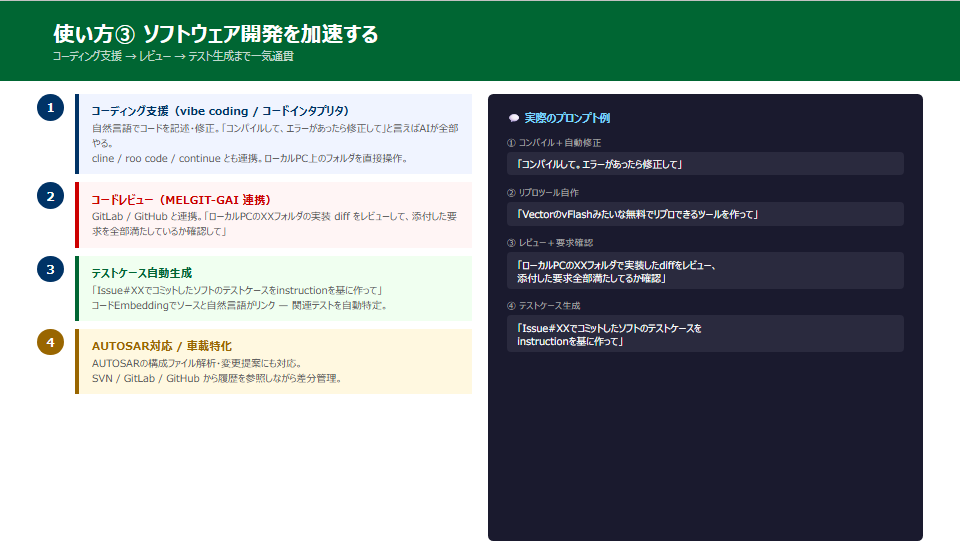 使い方③ ソフトウェア開発を加速する
コーディング支援 → レビュー → テスト生成まで一気通貫
1
コーディング支援（vibe coding / コードインタプリタ）
自然言語でコードを記述・修正。「コンパイルして、エラーがあったら修正して」と言えばAIが全部
やる。
cline / roo code / continue とも連携。ローカルPC上のフォルダを直接操作。
2
コードレビュー（MELGIT-GAI 連携）
GitLab / GitHub と連携。「ローカルPCのXXフォルダの実装 diff をレビューして、添付した要
求を全部満たしているか確認して」
3
テストケース自動生成
「Issue#XXでコミットしたソフトのテストケースをinstructionを基に作って」
コードEmbeddingでソースと自然言語がリンク — 関連テストを自動特定。
4
AUTOSAR対応 / 車載特化
AUTOSARの構成ファイル解析・変更提案にも対応。
SVN / GitLab / GitHub から履歴を参照しながら差分管理。
実際のプロンプト例
① コンパイル＋自動修正
「コンパイルして。エラーがあったら修正して」
② リプロツール自作
「VectorのvFlashみたいな無料でリプロできるツールを作って」
③ レビュー＋要求確認
「ローカルPCのXXフォルダで実装したdiffをレビュー、
添付した要求全部満たしてるか確認」
④ テストケース生成
「Issue#XXでコミットしたソフトのテストケースを
instructionを基に作って」